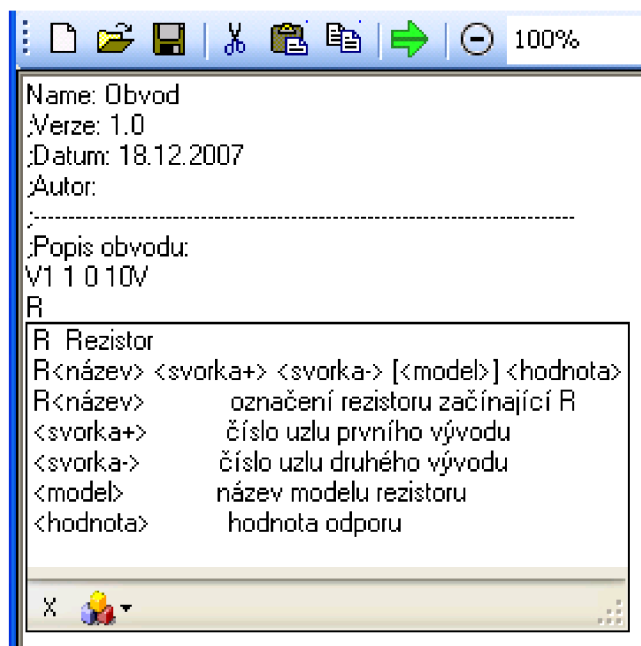 100%
Name: Obvod
;Verze: 1.0
;Datum: 18.12.2007
;Autor:
;-------------------------------------------------------------------------------
;Popis obvodu:
V1 1 0 10V
R
R Rezistor
R<název> <svorka+> <svorka-> [<model>] <hodnota>
R<název> označení rezistoru začínající R
<svorka+> číslo uzlu prvního vývodu
<svorka-> číslo uzlu druhého vývodu
<model> název modelu rezistoru
<hodnota> hodnota odporu
X